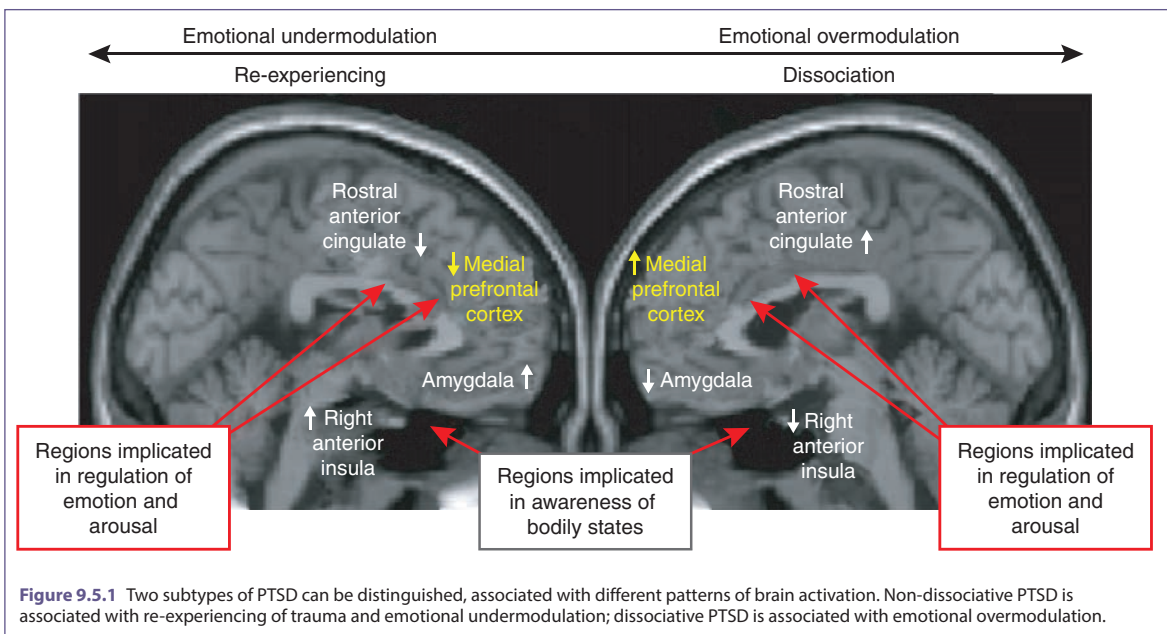 Emotional undermodulation
Emotional overmodulation
Re-experiencing
Dissociation
Rostral
anterior
cingulate ↓
↓ Medial
prefrontal
cortex
Amygdala ↑
↑ Right
anterior
insula
Rostral
anterior
cingulate ↑
↑ Medial
prefrontal
cortex
↓ Amygdala
↓ Right
anterior
insula
Regions implicated
in regulation of
emotion and
arousal
Regions implicated
in awareness of
bodily states
Regions implicated
in regulation of
emotion and
arousal
Figure 9.5.1 Two subtypes of PTSD can be distinguished, associated with different patterns of brain activation. Non-dissociative PTSD is
associated with re-experiencing of trauma and emotional undermodulation; dissociative PTSD is associated with emotional overmodulation.